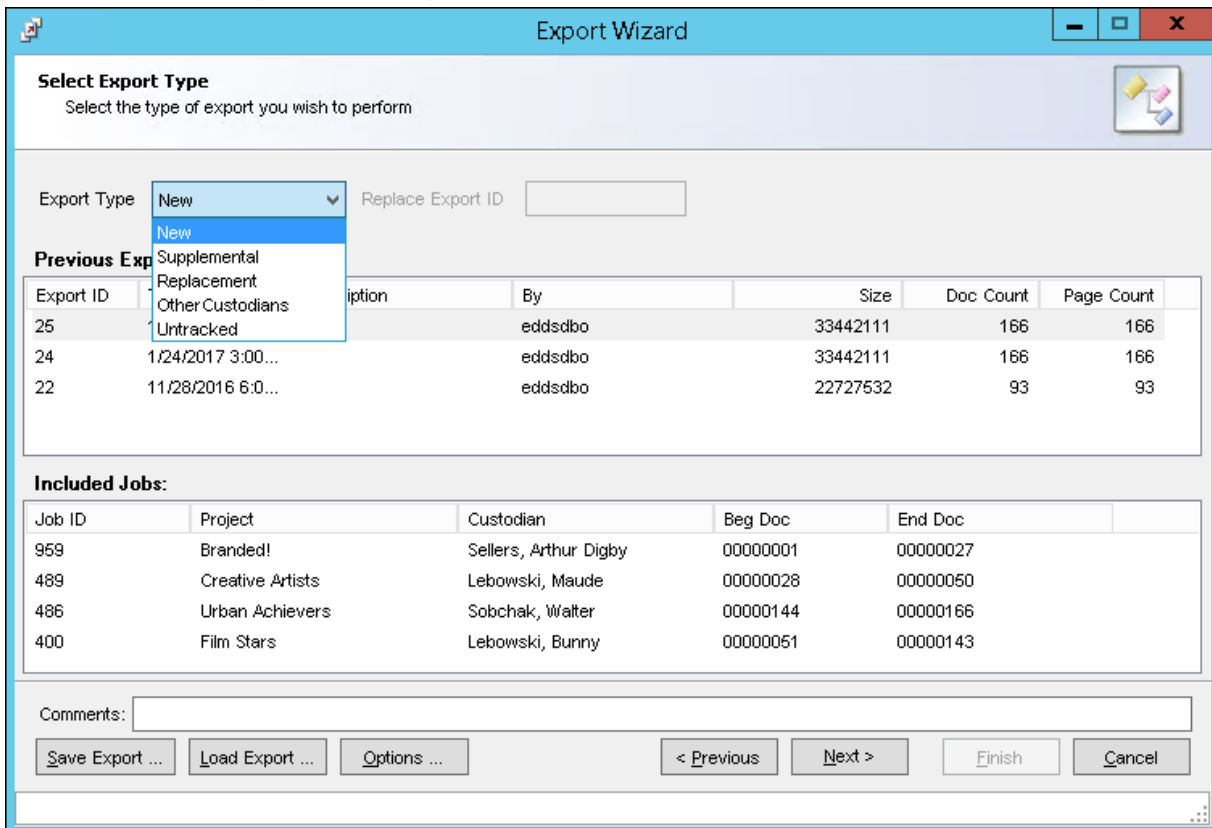 Export Wizard
Select Export Type
Select the type of export you wish to perform
Export Type New Replace Export ID
New
Supplemental
Replacement
Other Custodians
Untracked
Previous Exp
Export ID iption By Size Doc Count Page Count
25 eddsdbo 33442111 166 166
24 1/24/2017 3:00... eddsdbo 33442111 166 166
22 11/28/2016 6:0... eddsdbo 22727532 93 93
Included Jobs:
Job ID Project Custodian Beg Doc End Doc
959 Branded! Sellers, Arthur Digby 00000001 00000027
489 Creative Artists Lebowski, Maude 00000028 00000050
486 Urban Achievers Sobchak, Walter 00000144 00000166
400 Film Stars Lebowski, Bunny 00000051 00000143
Comments:
Save Export ... Load Export ... Options ... < Previous Next > Finish Cancel